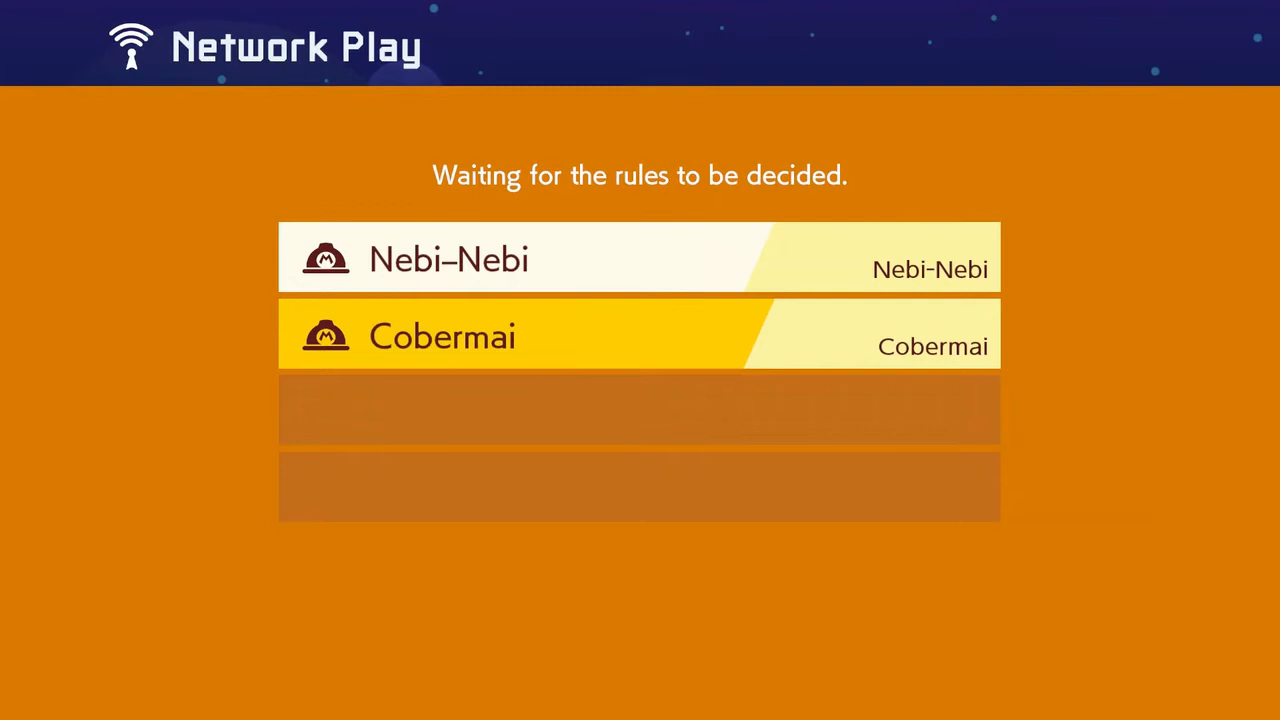 Network Play
Waiting for the rules to be decided.
Nebi–Nebi
Nebi-Nebi
Cobermai
Cobermai